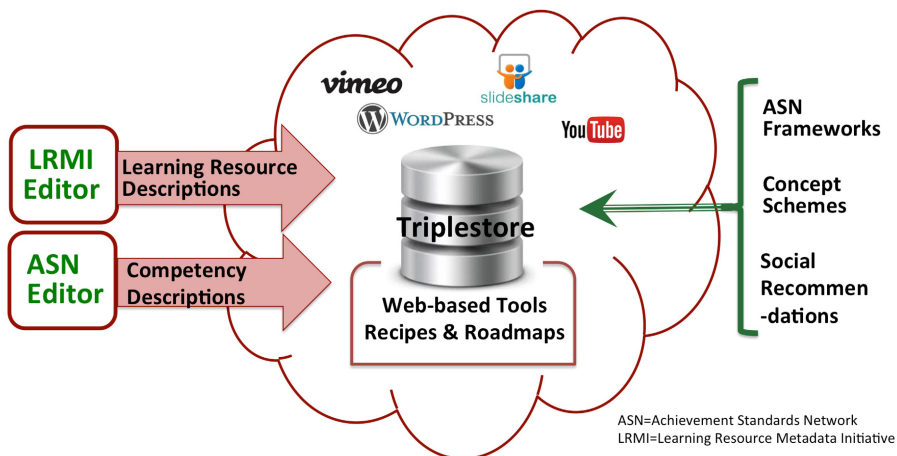 vimeo
slideshare
WORDPRESS
YouTube
LRMI
Editor
Learning Resource
Descriptions
ASN
Editor
Competency
Descriptions
Triplestore
Web-based Tools
Recipes & Roadmaps
ASN
Frameworks
Concept
Schemes
Social
Recommen
-dations
ASN=Achievement Standards Network
LRMI=Learning Resource Metadata Initiative